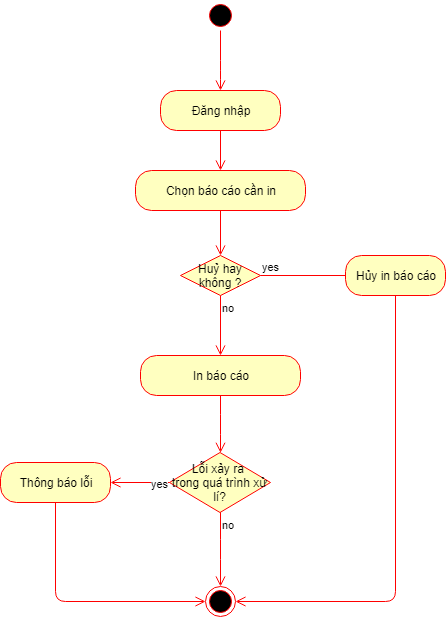 Đăng nhập
Chọn báo cáo cần in
Huỷ hay
không ?
yes
Hủy in báo cáo
no
In báo cáo
Lỗi xảy ra
trong quá trình xử
lí?
yes
Thông báo lỗi
no